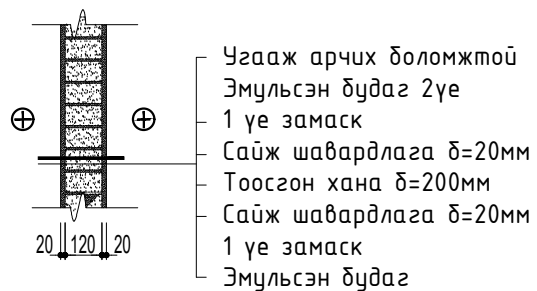 Угааж арчих боломжтой
Эмульсэн будаг 2үе
1 үе замаск
Сайж шавардлага δ=20мм
Тоосгон хана δ=200мм
Сайж шавардлага δ=20мм
1 үе замаск
Эмульсэн будаг
20 120 20